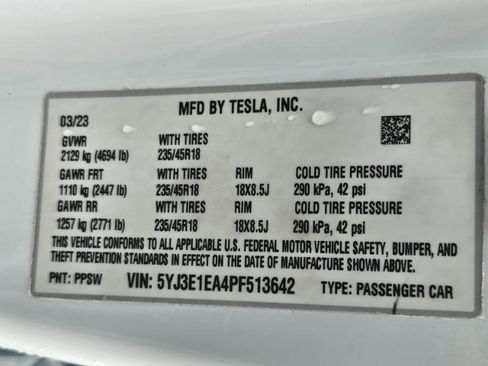 MFD BY TESLA, INC.
03/23
GVWR WITH TIRES
2129 kg (4694 lb) 235/45R18
GAWR FRT WITH TIRES RIM COLD TIRE PRESSURE
1110 kg (2447 lb) 235/45R18 18X8.5J 290 kPa, 42 psi
GAWR RR WITH TIRES RIM COLD TIRE PRESSURE
1257 kg (2771 lb) 235/45R18 18X8.5J 290 kPa, 42 psi
THIS VEHICLE CONFORMS TO ALL APPLICABLE U.S. FEDERAL MOTOR VEHICLE SAFETY, BUMPER, AND
THEFT PREVENTION STANDARDS IN EFFECT ON THE DATE OF MANUFACTURE SHOWN ABOVE.
PNT: PPSW VIN: 5YJ3E1EA4PF513642 TYPE: PASSENGER CAR